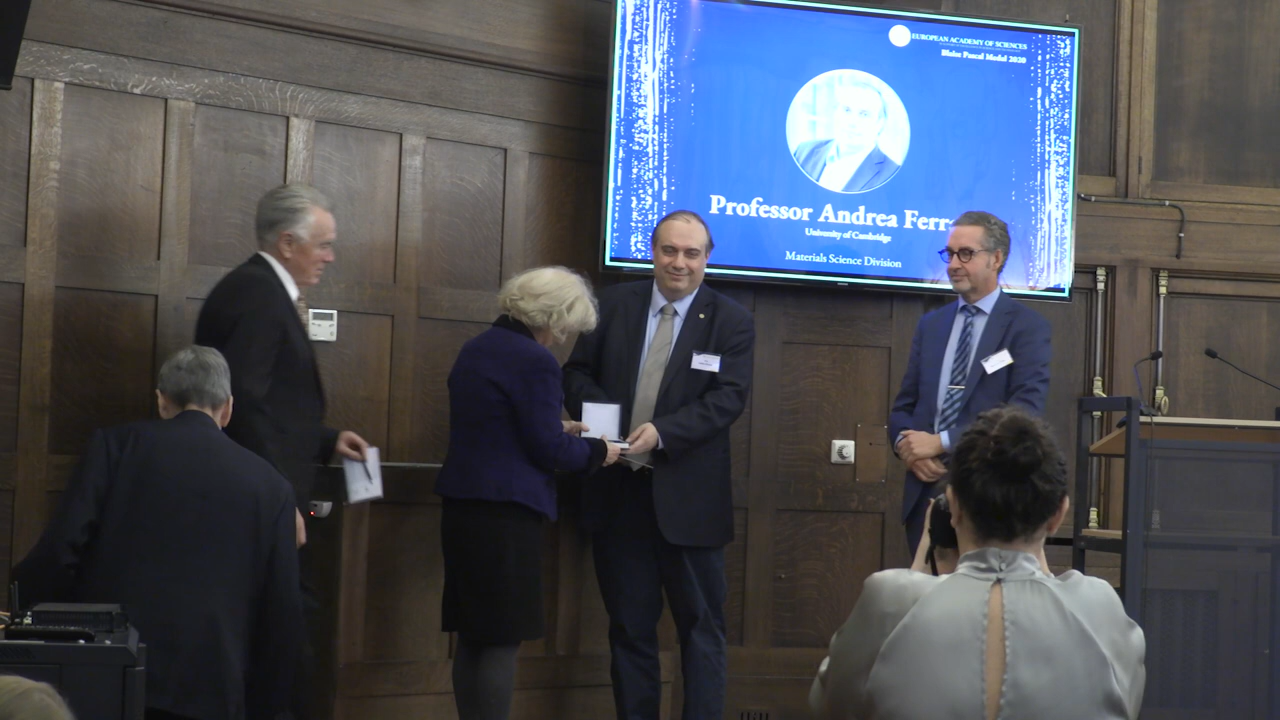 EUROPEAN ACADEMY OF SCIENCES
Blaise Pascal Medal 2020
Professor Andrea Ferr
University of Cambridge
Materials Science Division